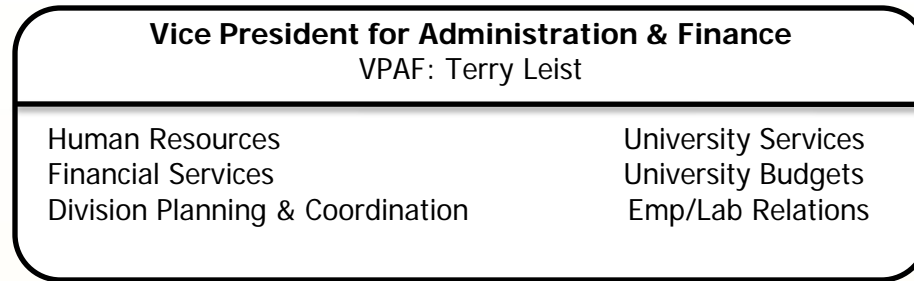 Vice President for Administration & Finance
VPAF: Terry Leist
Human Resources
Financial Services
Division Planning & Coordination
University Services
University Budgets
Emp/Lab Relations